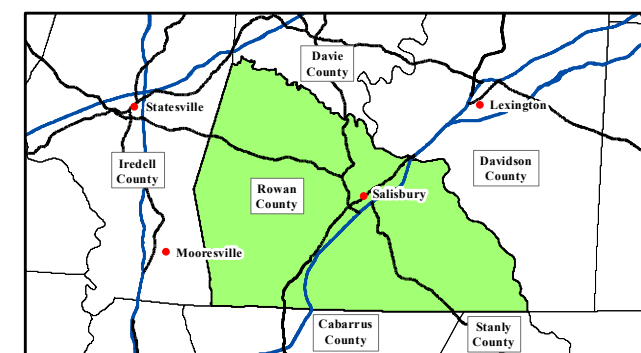 Davie
County
Statesville
Lexington
Iredell
County
Davidson
County
Rowan
County
Salisbury
Mooresville
Cabarrus
County
Stanly
County